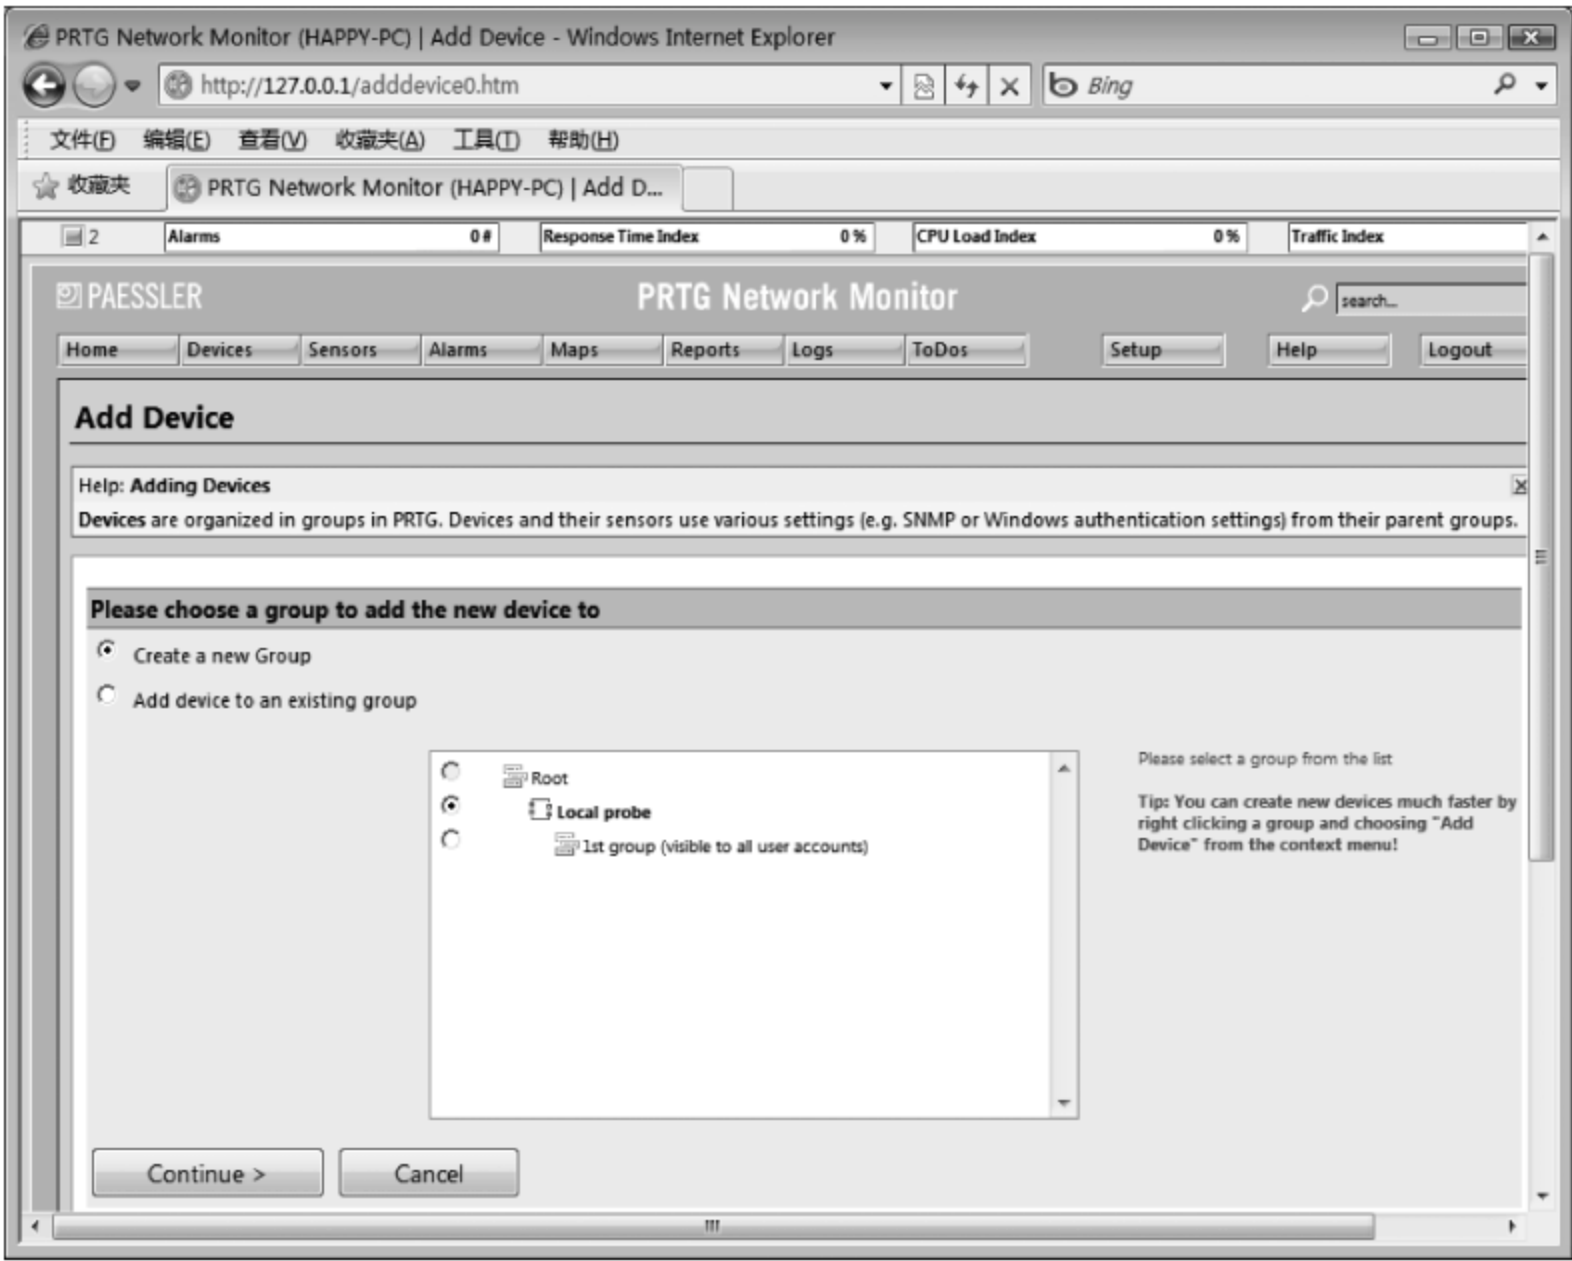 PRTG Network Monitor (HAPPY-PC) | Add Device - Windows Internet Explorer
http://127.0.0.1/adddevice0.htm
Bing
文件(F) 编辑(E) 查看(V) 收藏夹(A) 工具(T) 帮助(H)
收藏夹 PRTG Network Monitor (HAPPY-PC) | Add D...
2 Alarms 0 # Response Time Index 0 % CPU Load Index 0 % Traffic Index
PAESSLER PRTG Network Monitor search...
Home Devices Sensors Alarms Maps Reports Logs ToDos Setup Help Logout
Add Device
Help: Adding Devices
Devices are organized in groups in PRTG. Devices and their sensors use various settings (e.g. SNMP or Windows authentication settings) from their parent groups.
Please choose a group to add the new device to
Create a new Group
Add device to an existing group
Root
Local probe
1st group (visible to all user accounts)
Please select a group from the list
Tip: You can create new devices much faster by
right clicking a group and choosing "Add
Device" from the context menu!
Continue > Cancel